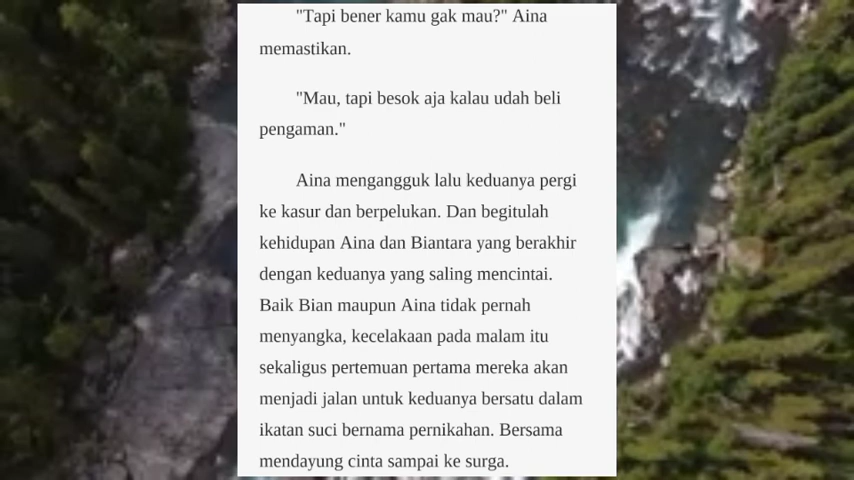 "Tapi bener kamu gak mau?" Aina
memastikan.
"Mau, tapi besok aja kalau udah beli
pengaman."
Aina mengangguk lalu keduanya pergi
ke kasur dan berpelukan. Dan begitulah
kehidupan Aina dan Biantara yang berakhir
dengan keduanya yang saling mencintai.
Baik Bian maupun Aina tidak pernah
menyangka, kecelakaan pada malam itu
sekaligus pertemuan pertama mereka akan
menjadi jalan untuk keduanya bersatu dalam
ikatan suci bernama pernikahan. Bersama
mendayung cinta sampai ke surga.